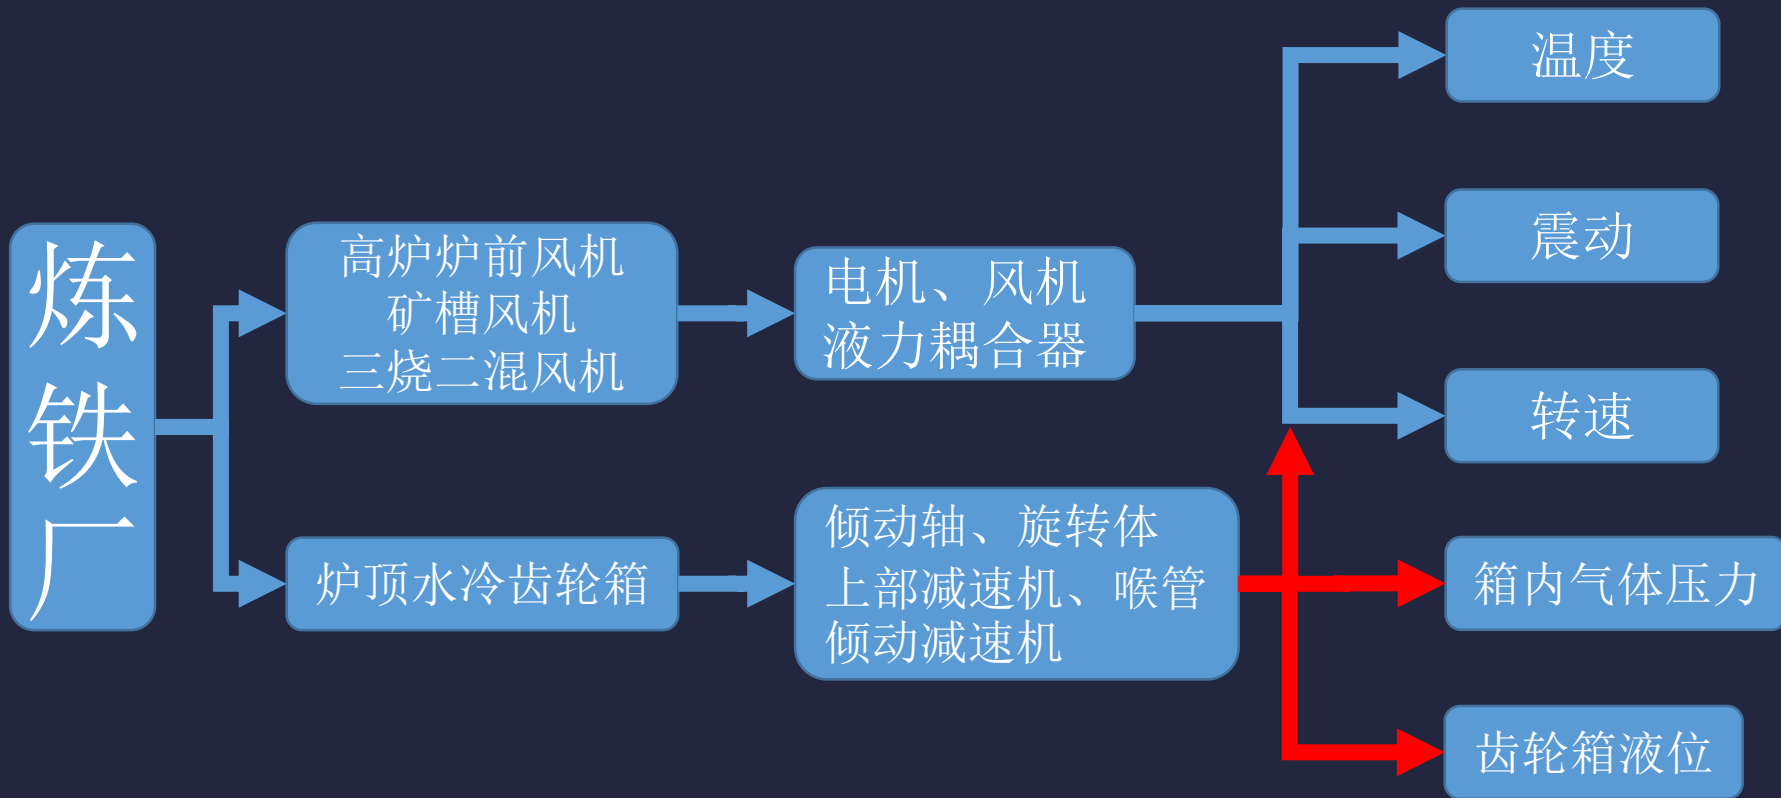 炼
铁
厂
高炉炉前风机
矿槽风机
三烧二混风机
炉顶水冷齿轮箱
电机、风机
液力耦合器
倾动轴、旋转体
上部减速机、喉管
倾动减速机
温度
震动
转速
箱内气体压力
齿轮箱液位